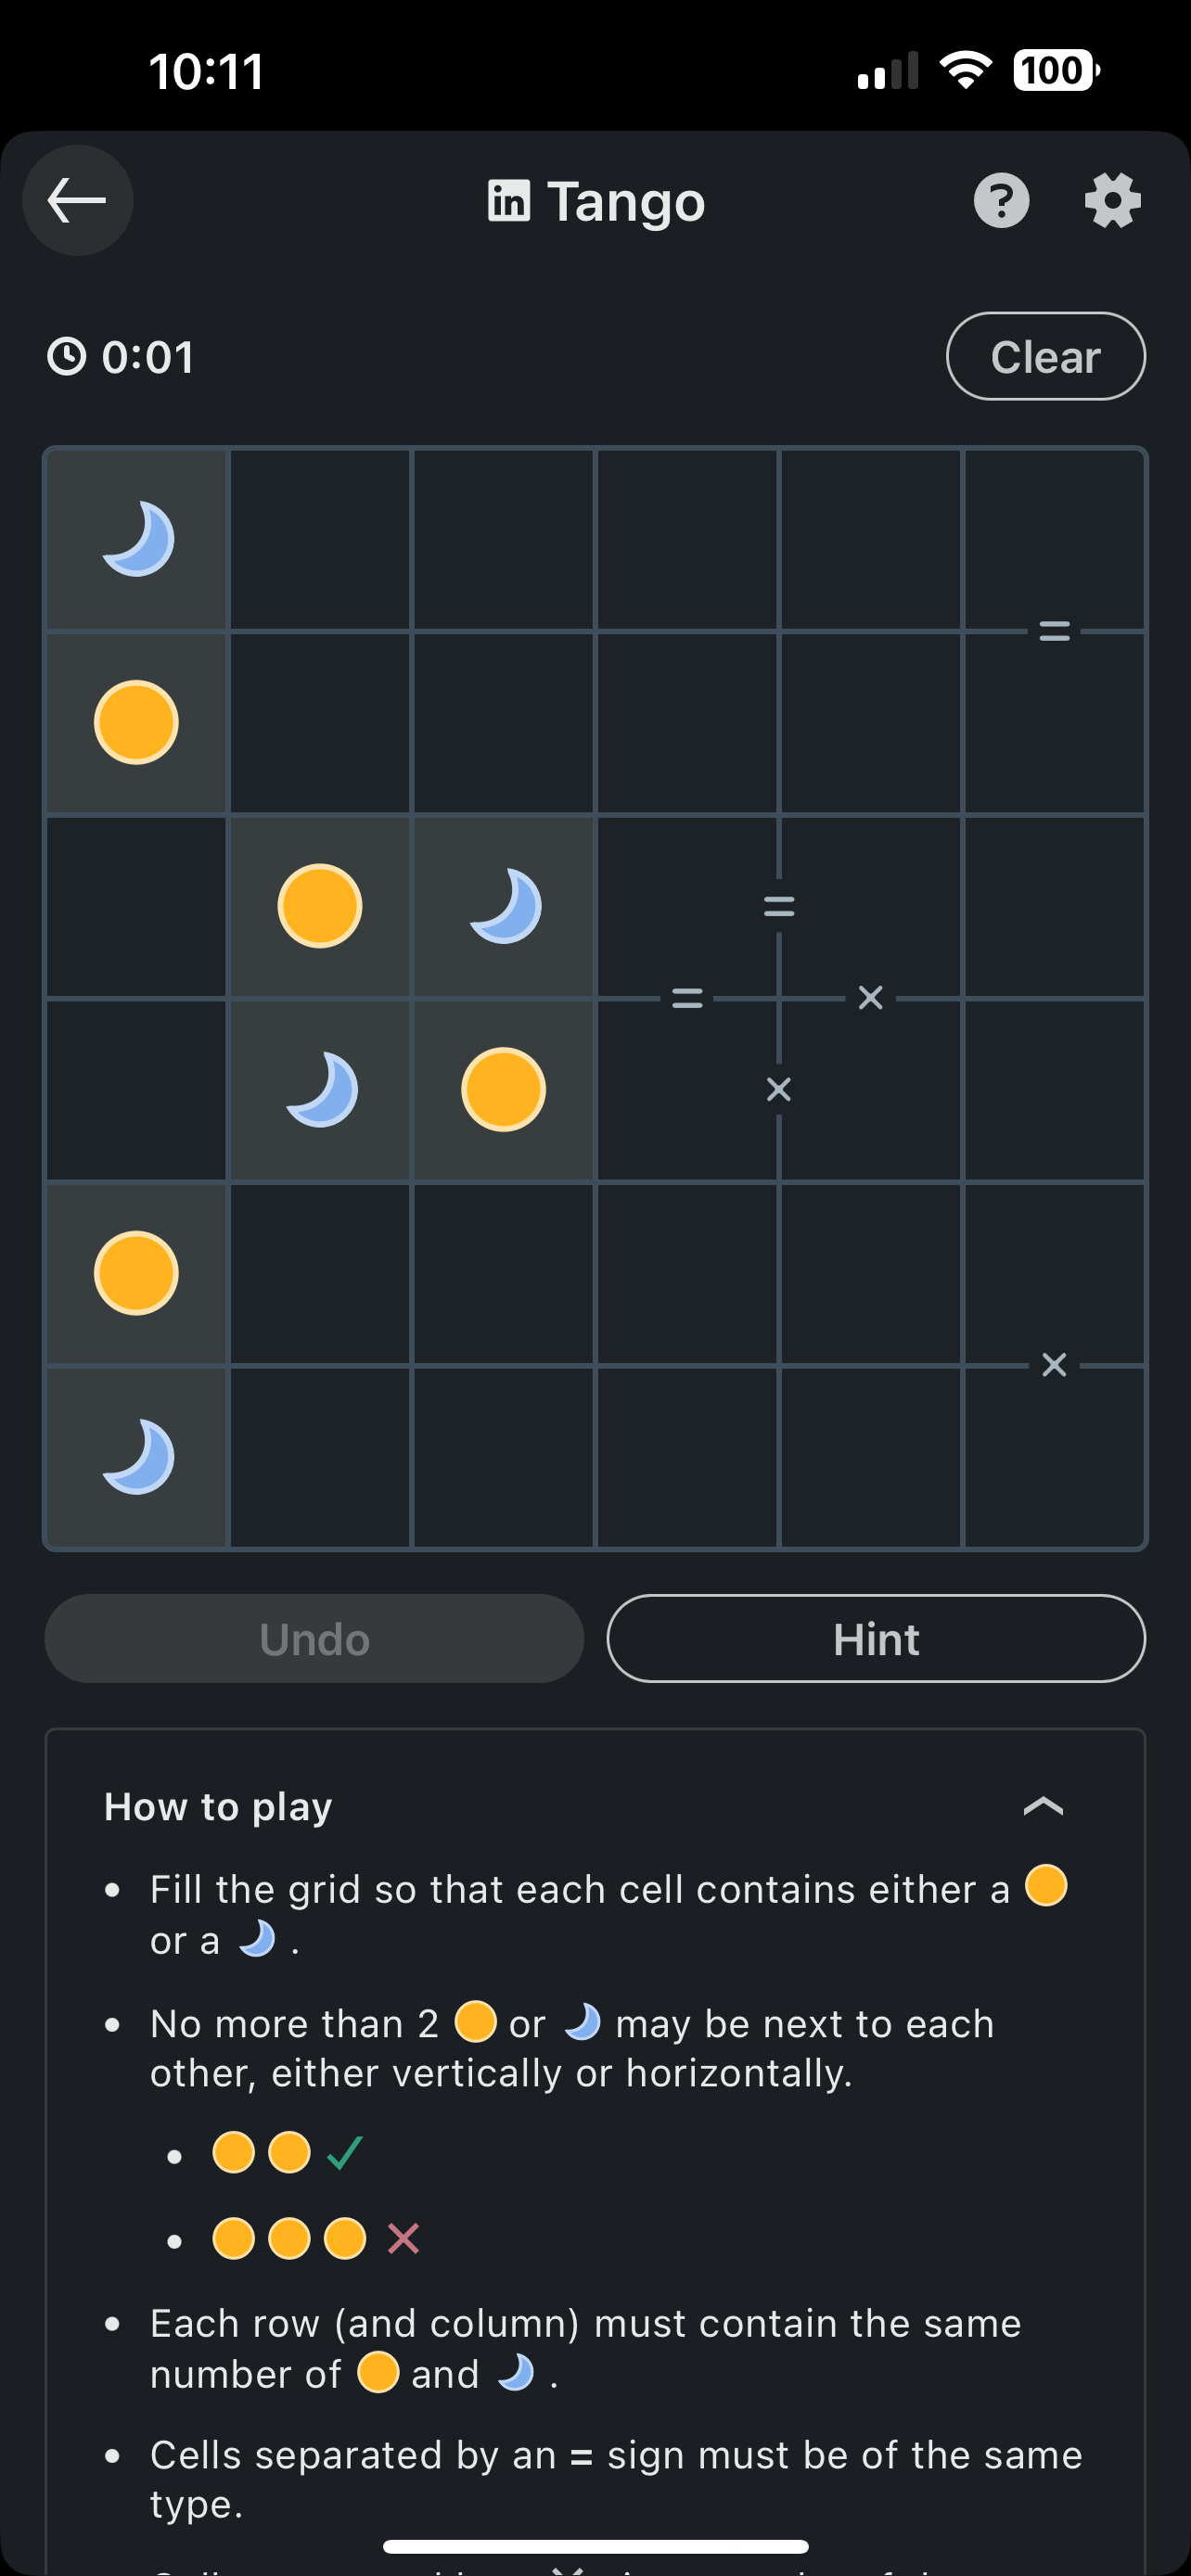 10:11
100
in Tango
?
0:01
Clear
=
=
=
×
×
×
Undo
Hint
How to play
Fill the grid so that each cell contains either a
or a .
No more than 2 or may be next to each
other, either vertically or horizontally.
Each row (and column) must contain the same
number of and .
Cells separated by an = sign must be of the same
type.